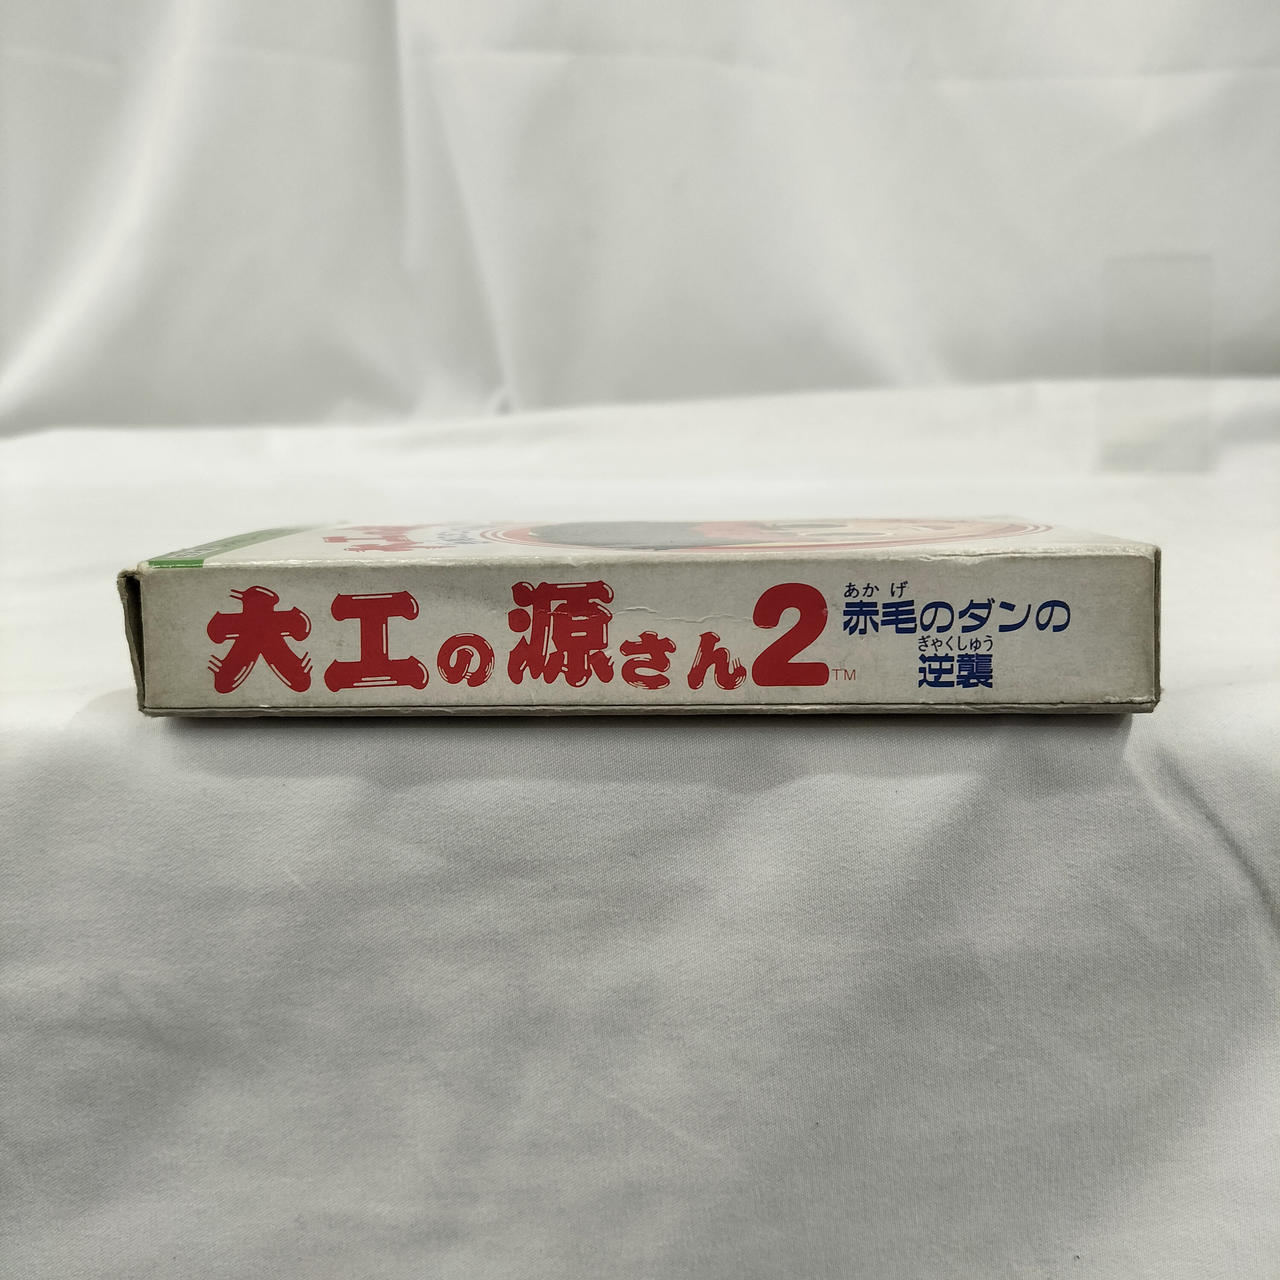 大工の源さん2™
あかげ
赤毛のダンの
ぎゃくしゅう
逆襲